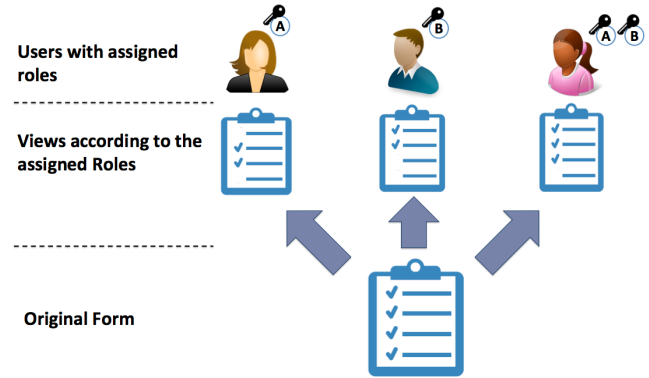 Users with assigned
roles
A
B
A B
Views according to the
assigned Roles
Original Form